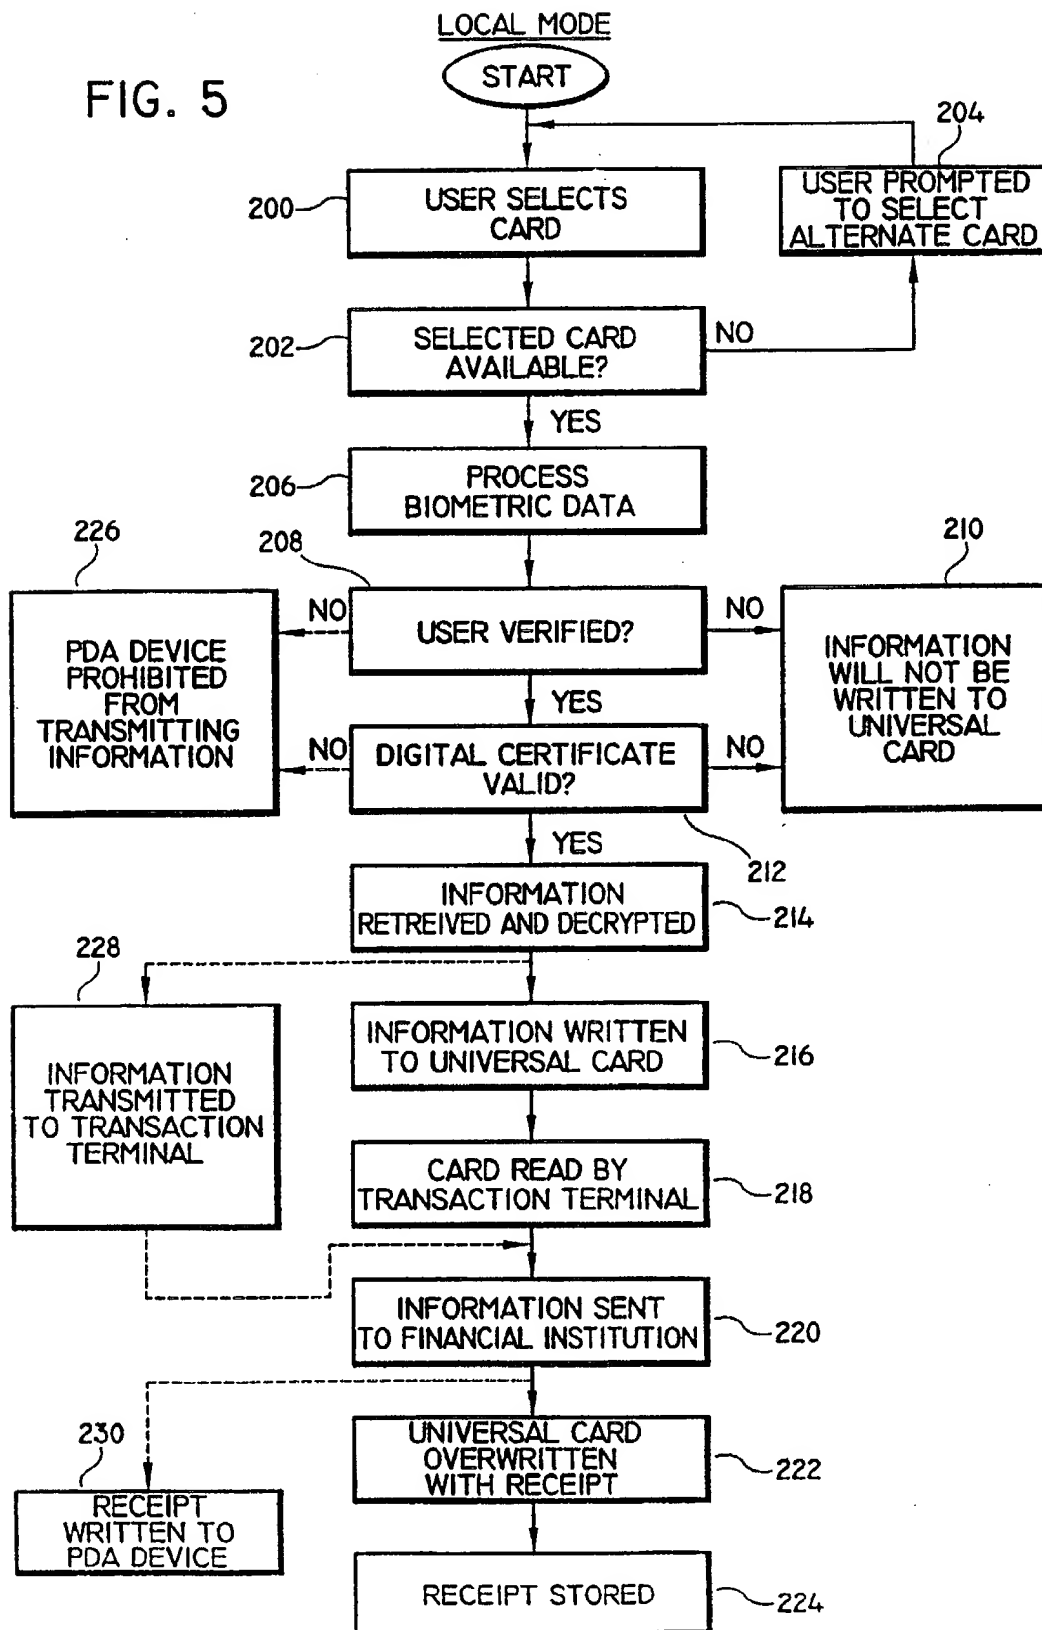 LOCAL MODE
START
FIG. 5
204
USER PROMPTED
TO SELECT
ALTERNATE CARD
200
USER SELECTS
CARD
202
SELECTED CARD
AVAILABLE?
NO
YES
206
PROCESS
BIOMETRIC DATA
226
208
210
PDA DEVICE
PROHIBITED
FROM
TRANSMITTING
INFORMATION
NO
USER VERIFIED?
NO
INFORMATION
WILL NOT BE
WRITTEN TO
UNIVERSAL
CARD
YES
NO
DIGITAL CERTIFICATE
VALID?
NO
YES
212
INFORMATION
RETREIVED AND DECRYPTED
214
228
INFORMATION
TRANSMITTED
TO TRANSACTION
TERMINAL
INFORMATION WRITTEN
TO UNIVERSAL CARD
216
CARD READ BY
TRANSACTION TERMINAL
218
INFORMATION SENT
TO FINANCIAL INSTITUTION
220
230
RECEIPT
WRITTEN TO
PDA DEVICE
UNIVERSAL CARD
OVERWRITTEN
WITH RECEIPT
222
RECEIPT STORED
224